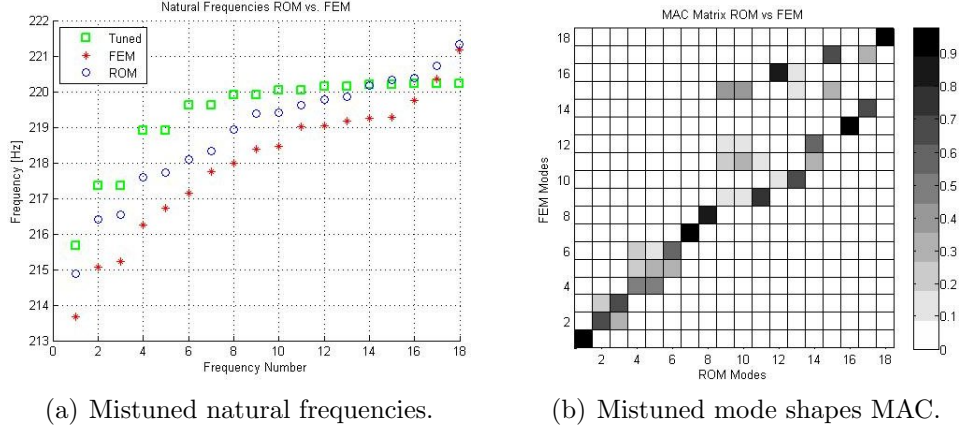 Natural Frequencies ROM vs. FEM
222
221
220
219
218
217
216
215
214
213
Frequency [Hz]
Tuned
FEM
ROM
0 2 4 6 8 10 12 14 16 18
Frequency Number
(a) Mistuned natural frequencies.
MAC Matrix ROM vs FEM
18
16
14
12
10
8
6
4
2
FEM Modes
2 4 6 8 10 12 14 16 18
ROM Modes
0.9
0.8
0.7
0.6
0.5
0.4
0.3
0.2
0.1
0
(b) Mistuned mode shapes MAC.